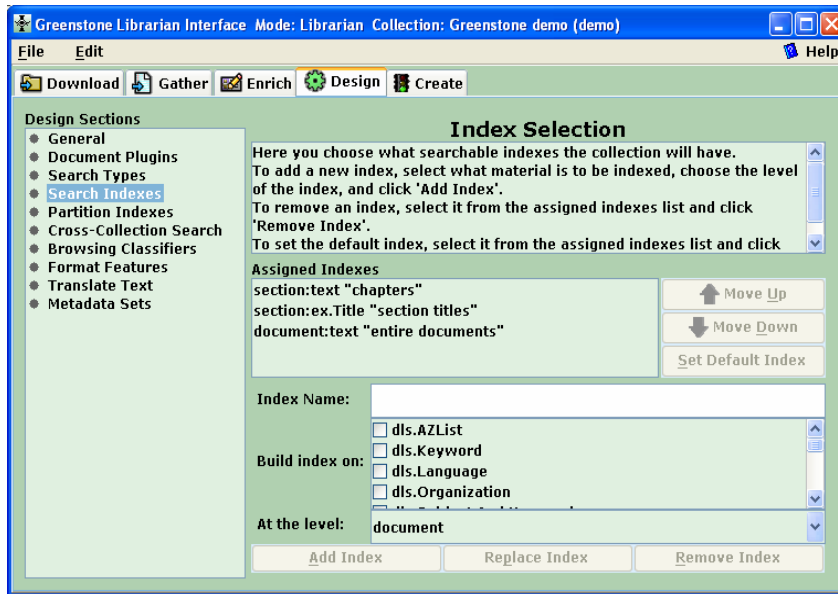 Greenstone Librarian Interface Mode: Librarian Collection: Greenstone demo (demo)
File Edit Help
Download Gather Enrich Design Create
Design Sections
General
Document Plugins
Search Types
Search Indexes
Partition Indexes
Cross-Collection Search
Browsing Classifiers
Format Features
Translate Text
Metadata Sets
Index Selection
Here you choose what searchable indexes the collection will have.
To add a new index, select what material is to be indexed, choose the level
of the index, and click 'Add Index'.
To remove an index, select it from the assigned indexes list and click
'Remove Index'.
To set the default index, select it from the assigned indexes list and click
Assigned Indexes
section:text "chapters"
section:ex.Title "section titles"
document:text "entire documents"
Move Up
Move Down
Set Default Index
Index Name:
Build index on:
dls.AZList
dls.Keyword
dls.Language
dls.Organization
At the level:
document
Add Index Replace Index Remove Index